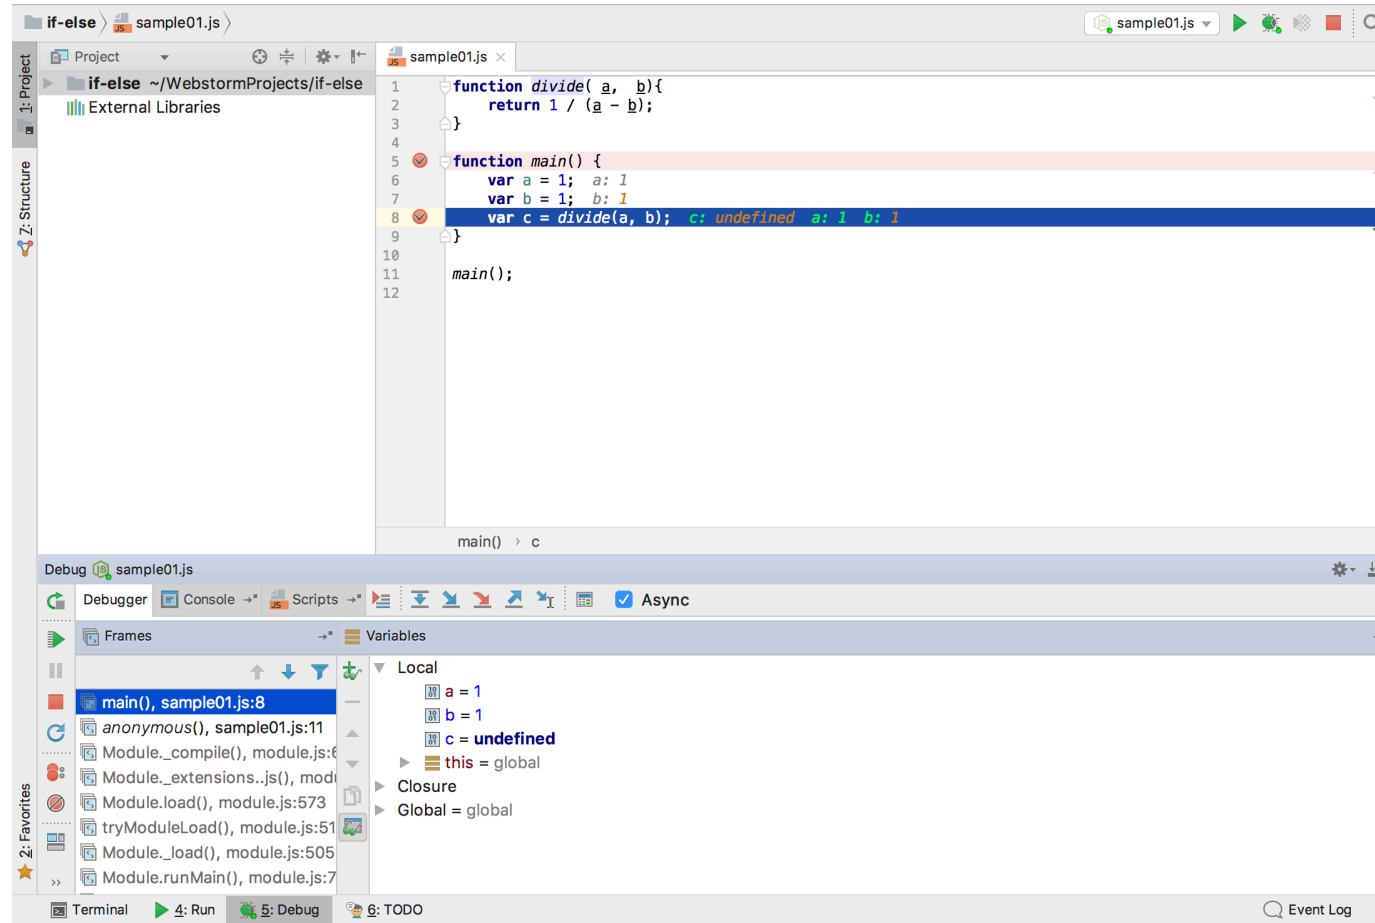 if-else sample01.js
sample01.js
1: Project
Project
if-else ~/WebstormProjects/if-else
External Libraries
7: Structure
2: Favorites
sample01.js
1 function divide( a, b){
2 return 1 / (a - b);
3 }
4
5 function main() {
6 var a = 1; a: 1
7 var b = 1; b: 1
8 var c = divide(a, b); c: undefined a: 1 b: 1
9 }
10
11 main();
12
main() › c
Debug sample01.js
Debugger Console Scripts Async
Frames
main(), sample01.js:8
anonymous(), sample01.js:11
Module._compile(), module.js:
Module._extensions..js(),
Module.load(), module.js:573
tryModuleLoad(), module.js:51
Module._load(), module.js:505
Module.runMain(), module.js:7
Variables
Local
a = 1
b = 1
c = undefined
this = global
Closure
Global = global
Terminal 4: Run 5: Debug 6: TODO Event Log